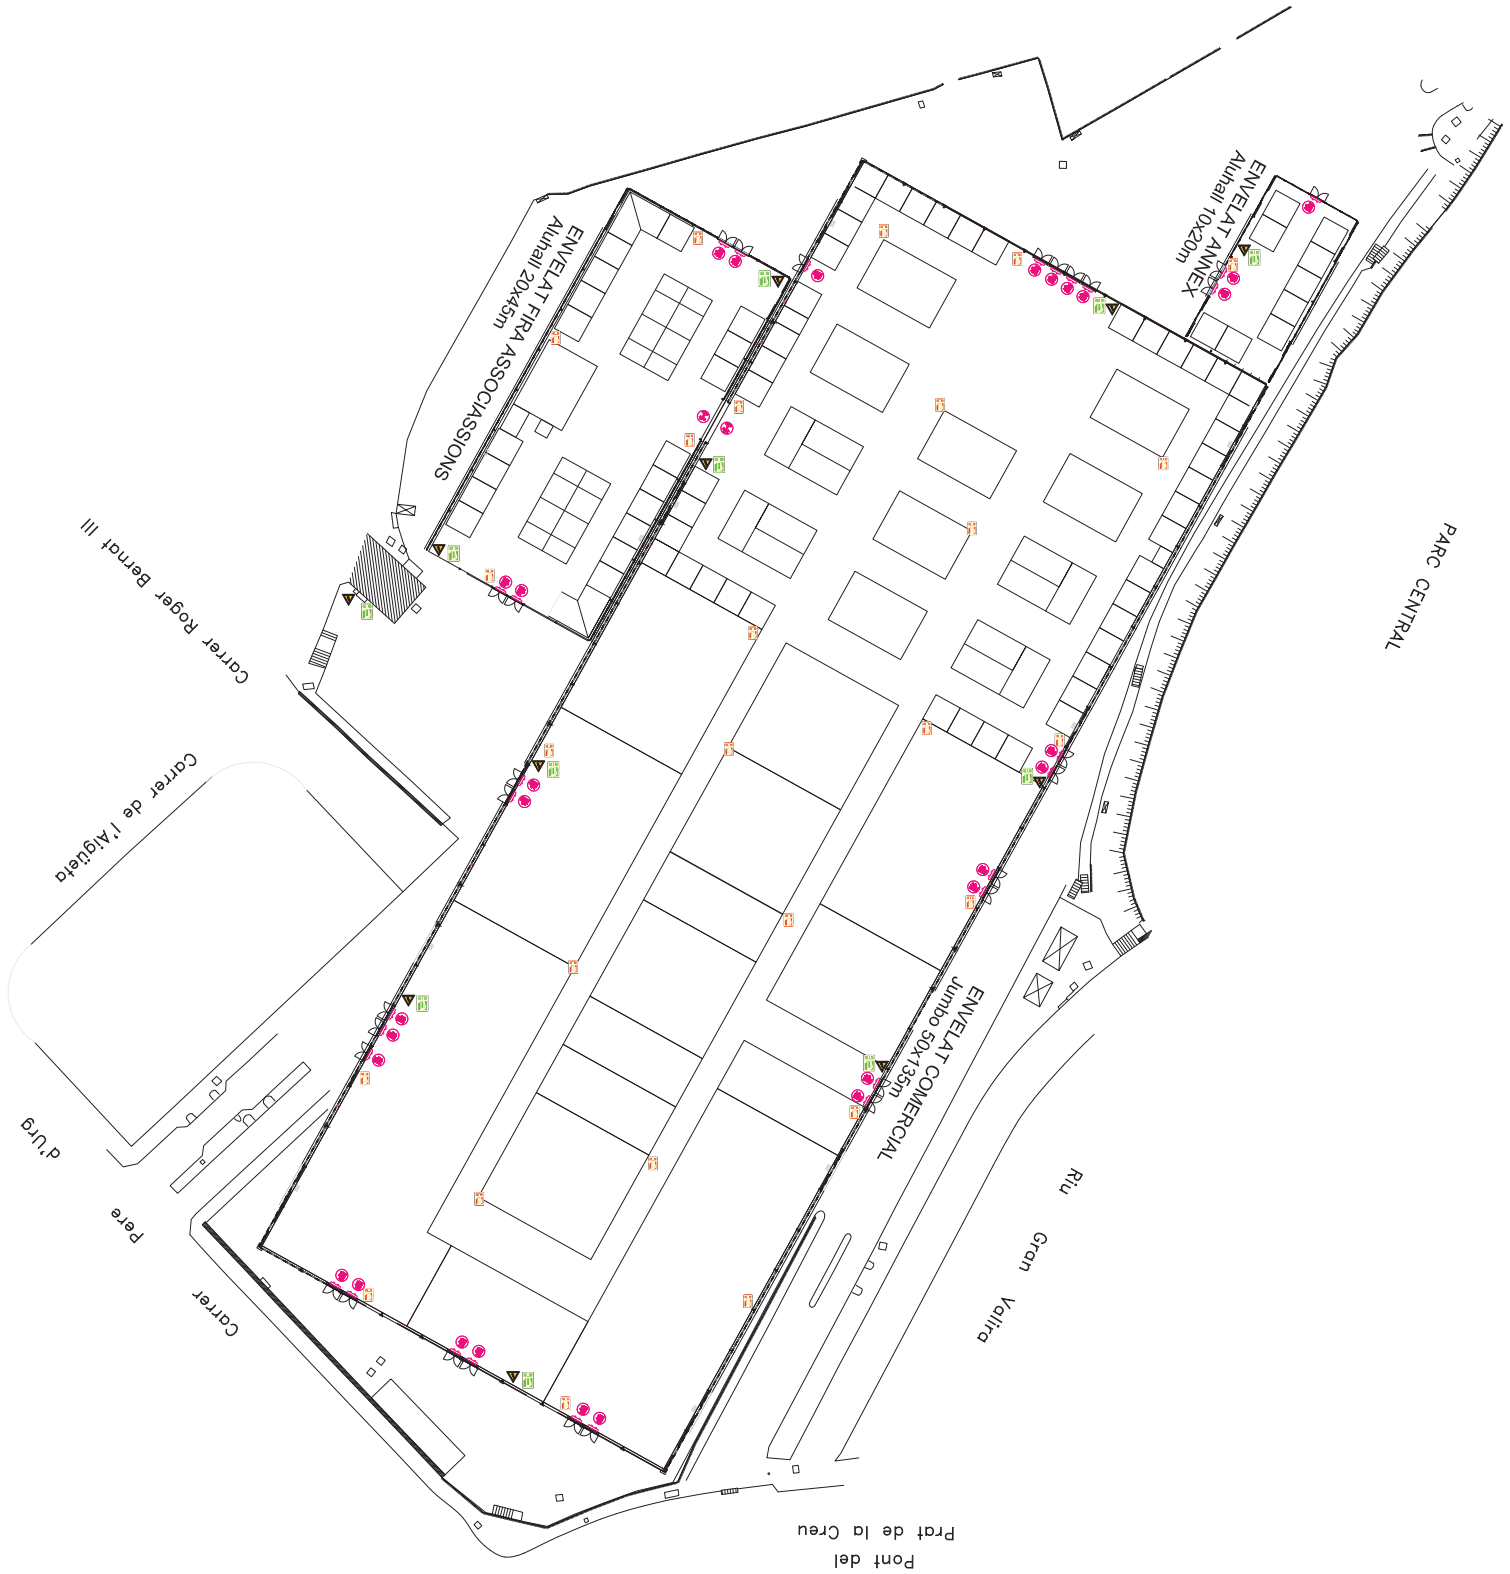 ENVELAT ANNEX
Aluhall 10x20m
ENVELAT FIRA ASSOCIASSIONS
Aluhall 20x45m
PARC CENTRAL
Carrer Roger Bernat III
Carrer de l'Aigüeta
ENVELAT COMERCIAL
Jumbo 50x135m
Carrer
Pere
d'Urg
Riu
Gran
Valira
Pont del
Prat de la Creu